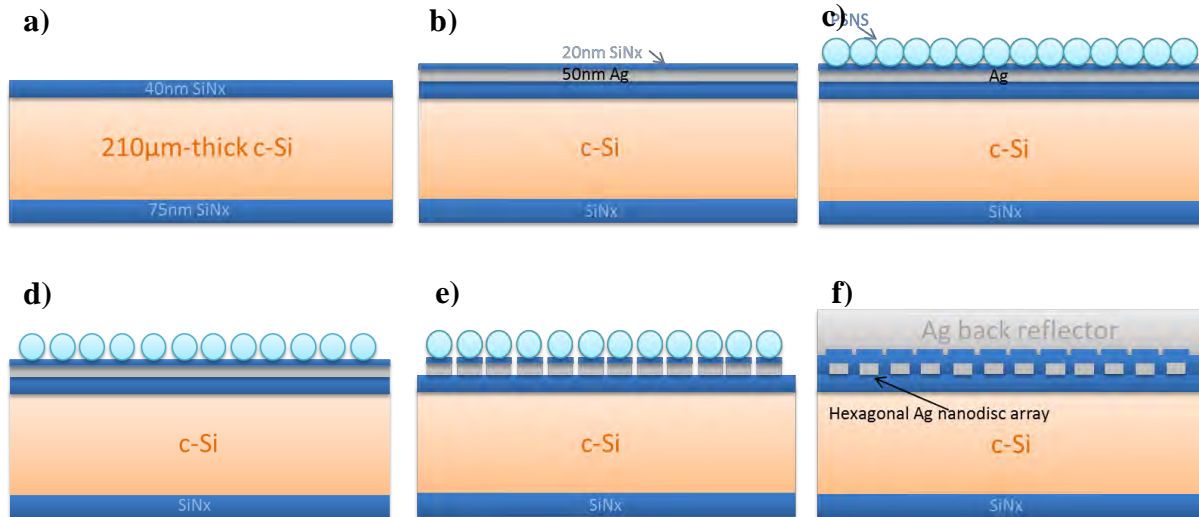 a)
40nm SiNx
210µm-thick c-Si
75nm SiNx
b)
20nm SiNx
50nm Ag
c-Si
SiNx
c)
PSNS
Ag
c-Si
SiNx
d)
c-Si
SiNx
e)
c-Si
SiNx
f)
Ag back reflector
Hexagonal Ag nanodisc array
c-Si
SiNx